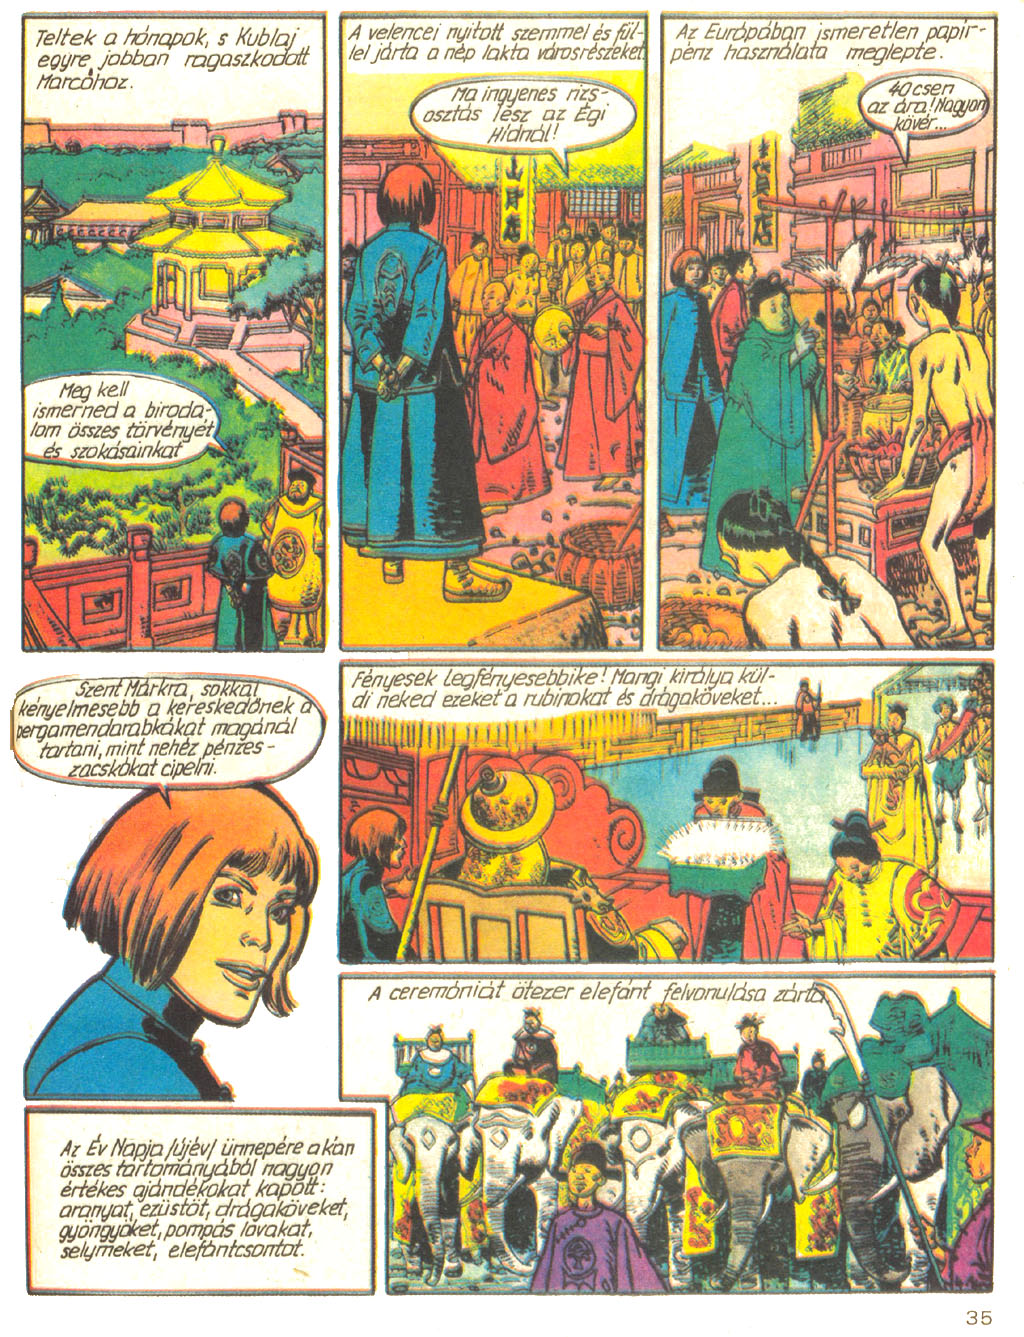 Teltek a hónapok, s Kublaj
egyre jobban ragaszkodott
Marcóhoz.
Meg kell
ismerned a biroda-
lom összes törvényét
és szokásainkat
A velencei nyitott szemmel és fül-
lel járta a nép lakta városrészeket.
Ma ingyenes rizs-
osztás lesz az Égi
Hídnál!
山月店
Az Európában ismeretlen papír-
pénz használata meglepte.
40 csen
az ára! Nagyon
kövér...
Szent Márkra, sokkal
kényelmesebb a kereskedőnek a
pergamendarabkákat magánál
tartani, mint nehéz pénzes-
zacskókat cipelni.
Fényesek Legfényesebbike! Mangi királya kül-
di neked ezeket a rubinokat és drágaköveket...
Az Év Napja /újév/ ünnepére a kán
összes tartományából nagyon
értékes ajándékokat kapott:
aranyat, ezüstöt, drágaköveket,
gyöngyöket, pompás lovakat,
selymeket, elefántcsontot.
A ceremóniát ötezer elefánt felvonulása zárta
35